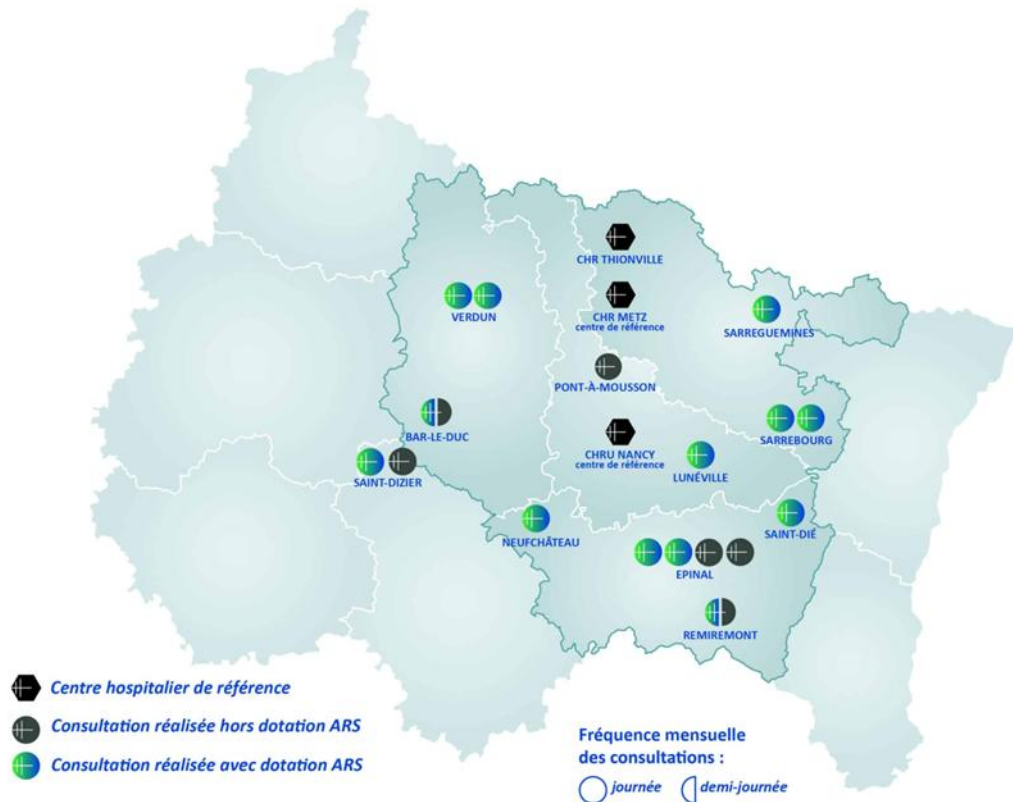 CHR THIONVILLE
VERDUN
CHR METZ
centre de référence
SARREGUEMINES
PONT-À-MOUSSON
BAR-LE-DUC
SARREBOURG
CHRU NANCY
centre de référence
SAINT-DIZIER
LUNÉVILLE
NEUFCHÂTEAU
SAINT-DIÉ
EPINAL
REMIREMONT
Centre hospitalier de référence
Consultation réalisée hors dotation ARS
Consultation réalisée avec dotation ARS
Fréquence mensuelle
des consultations :
journée demi-journée